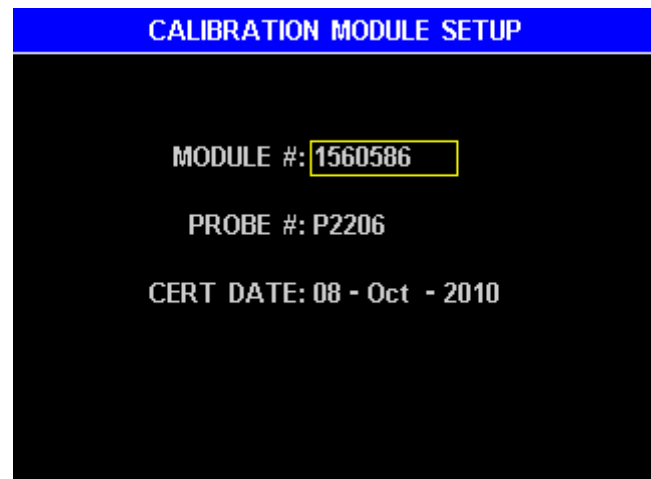 CALIBRATION MODULE SETUP
MODULE #: 1560586
PROBE #: P2206
CERT DATE: 08 - Oct - 2010